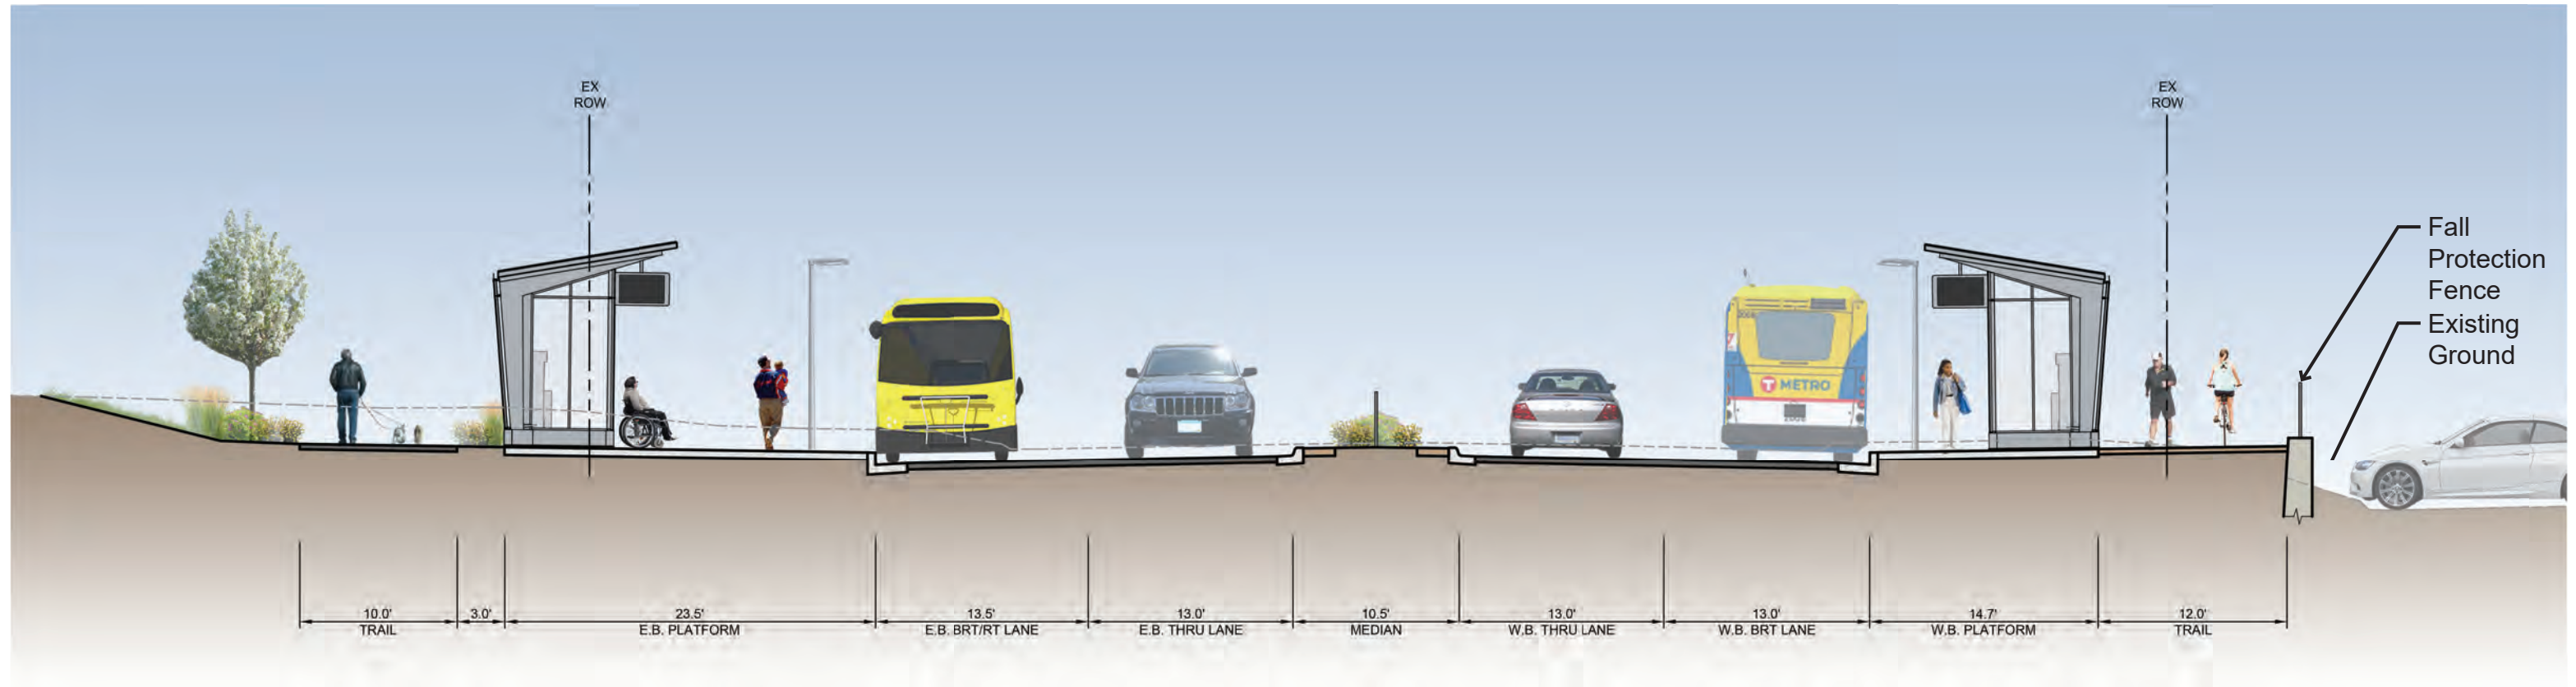 EX
ROW
EX
ROW
Fall
Protection
Fence
Existing
Ground
METRO
10.0'
TRAIL
3.0'
23.5'
E.B. PLATFORM
13.5'
E.B. BRT/RT LANE
13.0'
E.B. THRU LANE
10.5'
MEDIAN
13.0'
W.B. THRU LANE
13.0'
W.B. BRT LANE
14.7'
W.B. PLATFORM
12.0'
TRAIL